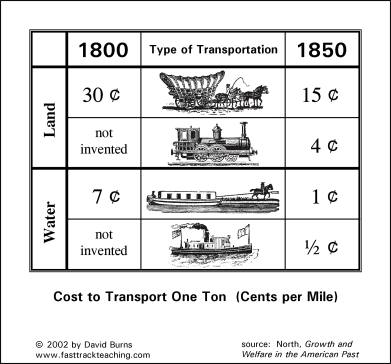 1800 Type of Transportation 1850
Land
30 ¢ 15 ¢
not
invented
4 ¢
Water
7 ¢ 1 ¢
not
invented
½ ¢
Cost to Transport One Ton (Cents per Mile)
© 2002 by David Burns
www.fasttrackteaching.com
source: North, Growth and
Welfare in the American Past